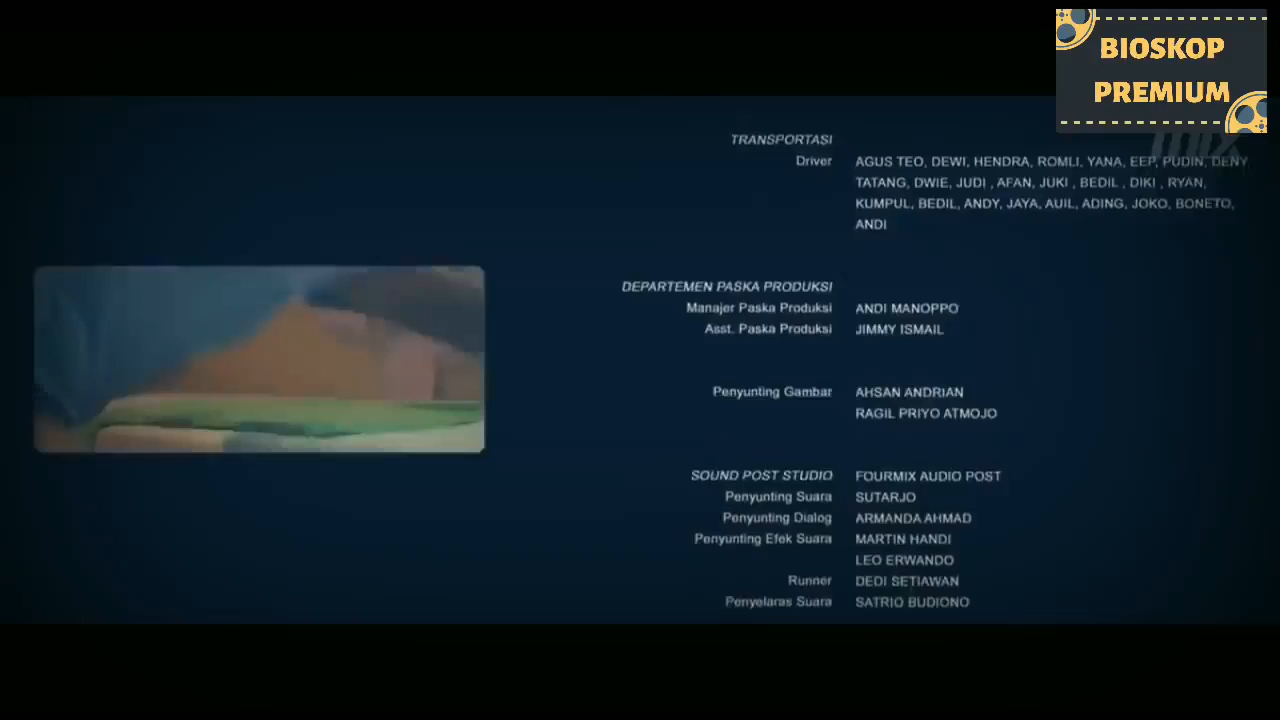 BIOSKOP
PREMIUM
mix
TRANSPORTASI
Driver AGUS TEO, DEWI, HENDRA, ROMLI, YANA, EEP, PUDIN, DENY
TATANG, DWIE, JUDI , AFAN, JUKI , BEDIL , DIKI , RYAN,
KUMPUL, BEDIL, ANDY, JAYA, AUIL, ADING, JOKO, BONETO,
ANDI
DEPARTEMEN PASKA PRODUKSI
Manajer Paska Produksi ANDI MANOPPO
Asst. Paska Produksi JIMMY ISMAIL
Penyunting Gambar AHSAN ANDRIAN
RAGIL PRIYO ATMOJO
SOUND POST STUDIO FOURMIX AUDIO POST
Penyunting Suara SUTARJO
Penyunting Dialog ARMANDA AHMAD
Penyunting Efek Suara MARTIN HANDI
LEO ERWANDO
Runner DEDI SETIAWAN
Penyelaras Suara SATRIO BUDIONO